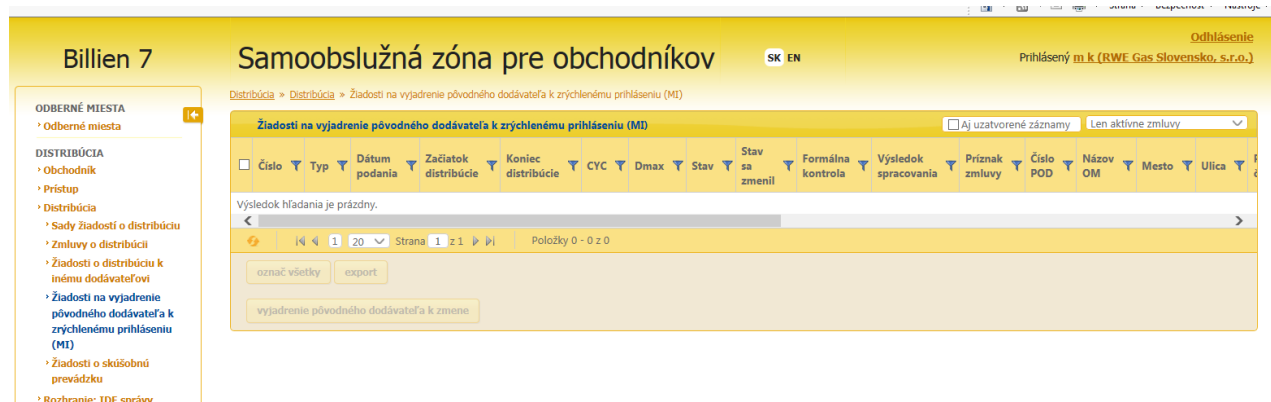 Strana Bezpečnosť Nástroje
Odhlásenie
Billien 7
Samoobslužná zóna pre obchodníkov
SK EN
Prihlásený m k (RWE Gas Slovensko, s.r.o.)
Distribúcia » Distribúcia » Žiadosti na vyjadrenie pôvodného dodávateľa k zrýchlenému prihláseniu (MI)
ODBERNÉ MIESTA
Odberné miesta
DISTRIBÚCIA
Obchodník
Prístup
Distribúcia
Sady žiadostí o distribúciu
Zmluvy o distribúcii
Žiadosti o distribúciu k
inému dodávateľovi
Žiadosti na vyjadrenie
pôvodného dodávateľa k
zrýchlenému prihláseniu
(MI)
Žiadosti o skúšobnú
prevádzku
Rozhranie: IDE správy
Žiadosti na vyjadrenie pôvodného dodávateľa k zrýchlenému prihláseniu (MI)
Aj uzatvorené záznamy
Len aktívne zmluvy
Číslo
Typ
Dátum
podania
Začiatok
distribúcie
Koniec
distribúcie
CYC
Dmax
Stav
Stav
sa
zmenil
Formálna
kontrola
Výsledok
spracovania
Príznak
zmluvy
Číslo
POD
Názov
OM
Mesto
Ulica
Výsledok hľadania je prázdny.
1 20 Strana 1 z 1 Položky 0 - 0 z 0
označ všetky export
vyjadrenie pôvodného dodávateľa k zmene